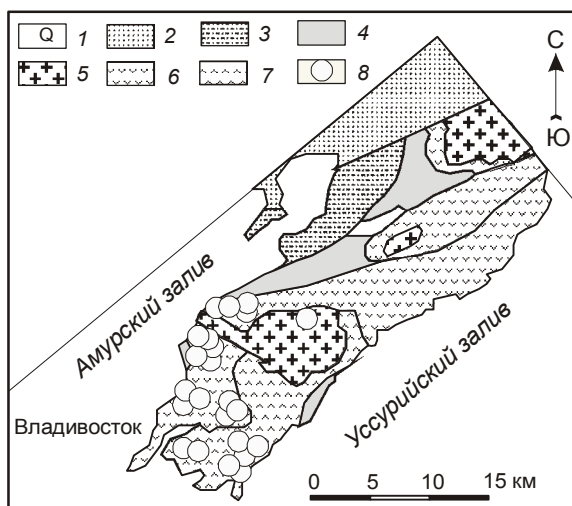 Q 1 2 3 4
5 6 7 8
С
Ю
Амурский залив
Уссурийский залив
Владивосток
0 5 10 15 км